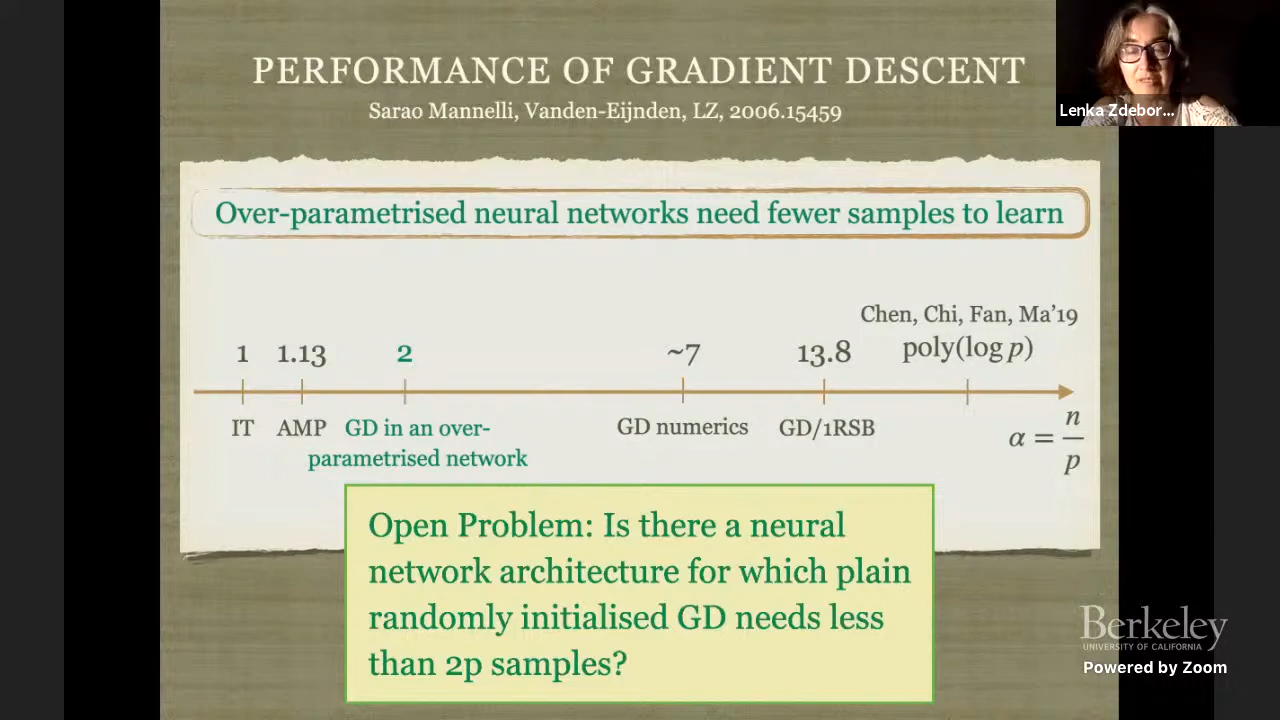 PERFORMANCE OF GRADIENT DESCENT
Sarao Mannelli, Vanden-Eijnden, LZ, 2006.15459
Lenka Zdebor...
Over-parametrised neural networks need fewer samples to learn
Chen, Chi, Fan, Ma'19
1 1.13 2 ~7 13.8 poly(log p)
IT AMP GD in an over-parametrised network GD numerics GD/1RSB
α = n/p
Open Problem: Is there a neural
network architecture for which plain
randomly initialised GD needs less
than 2p samples?
Berkeley
UNIVERSITY OF CALIFORNIA
Powered by Zoom